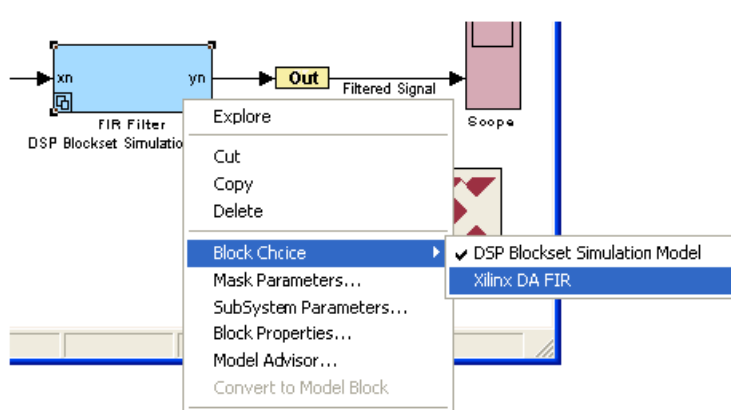 xn
yn
Out
Filtered Signal
FIR Filter
DSP Blockset Simulatio
Scope
Explore
Cut
Copy
Delete
Block Choice
Mask Parameters...
SubSystem Parameters...
Block Properties...
Model Advisor...
Convert to Model Block
DSP Blockset Simulation Model
Xilinx DA FIR